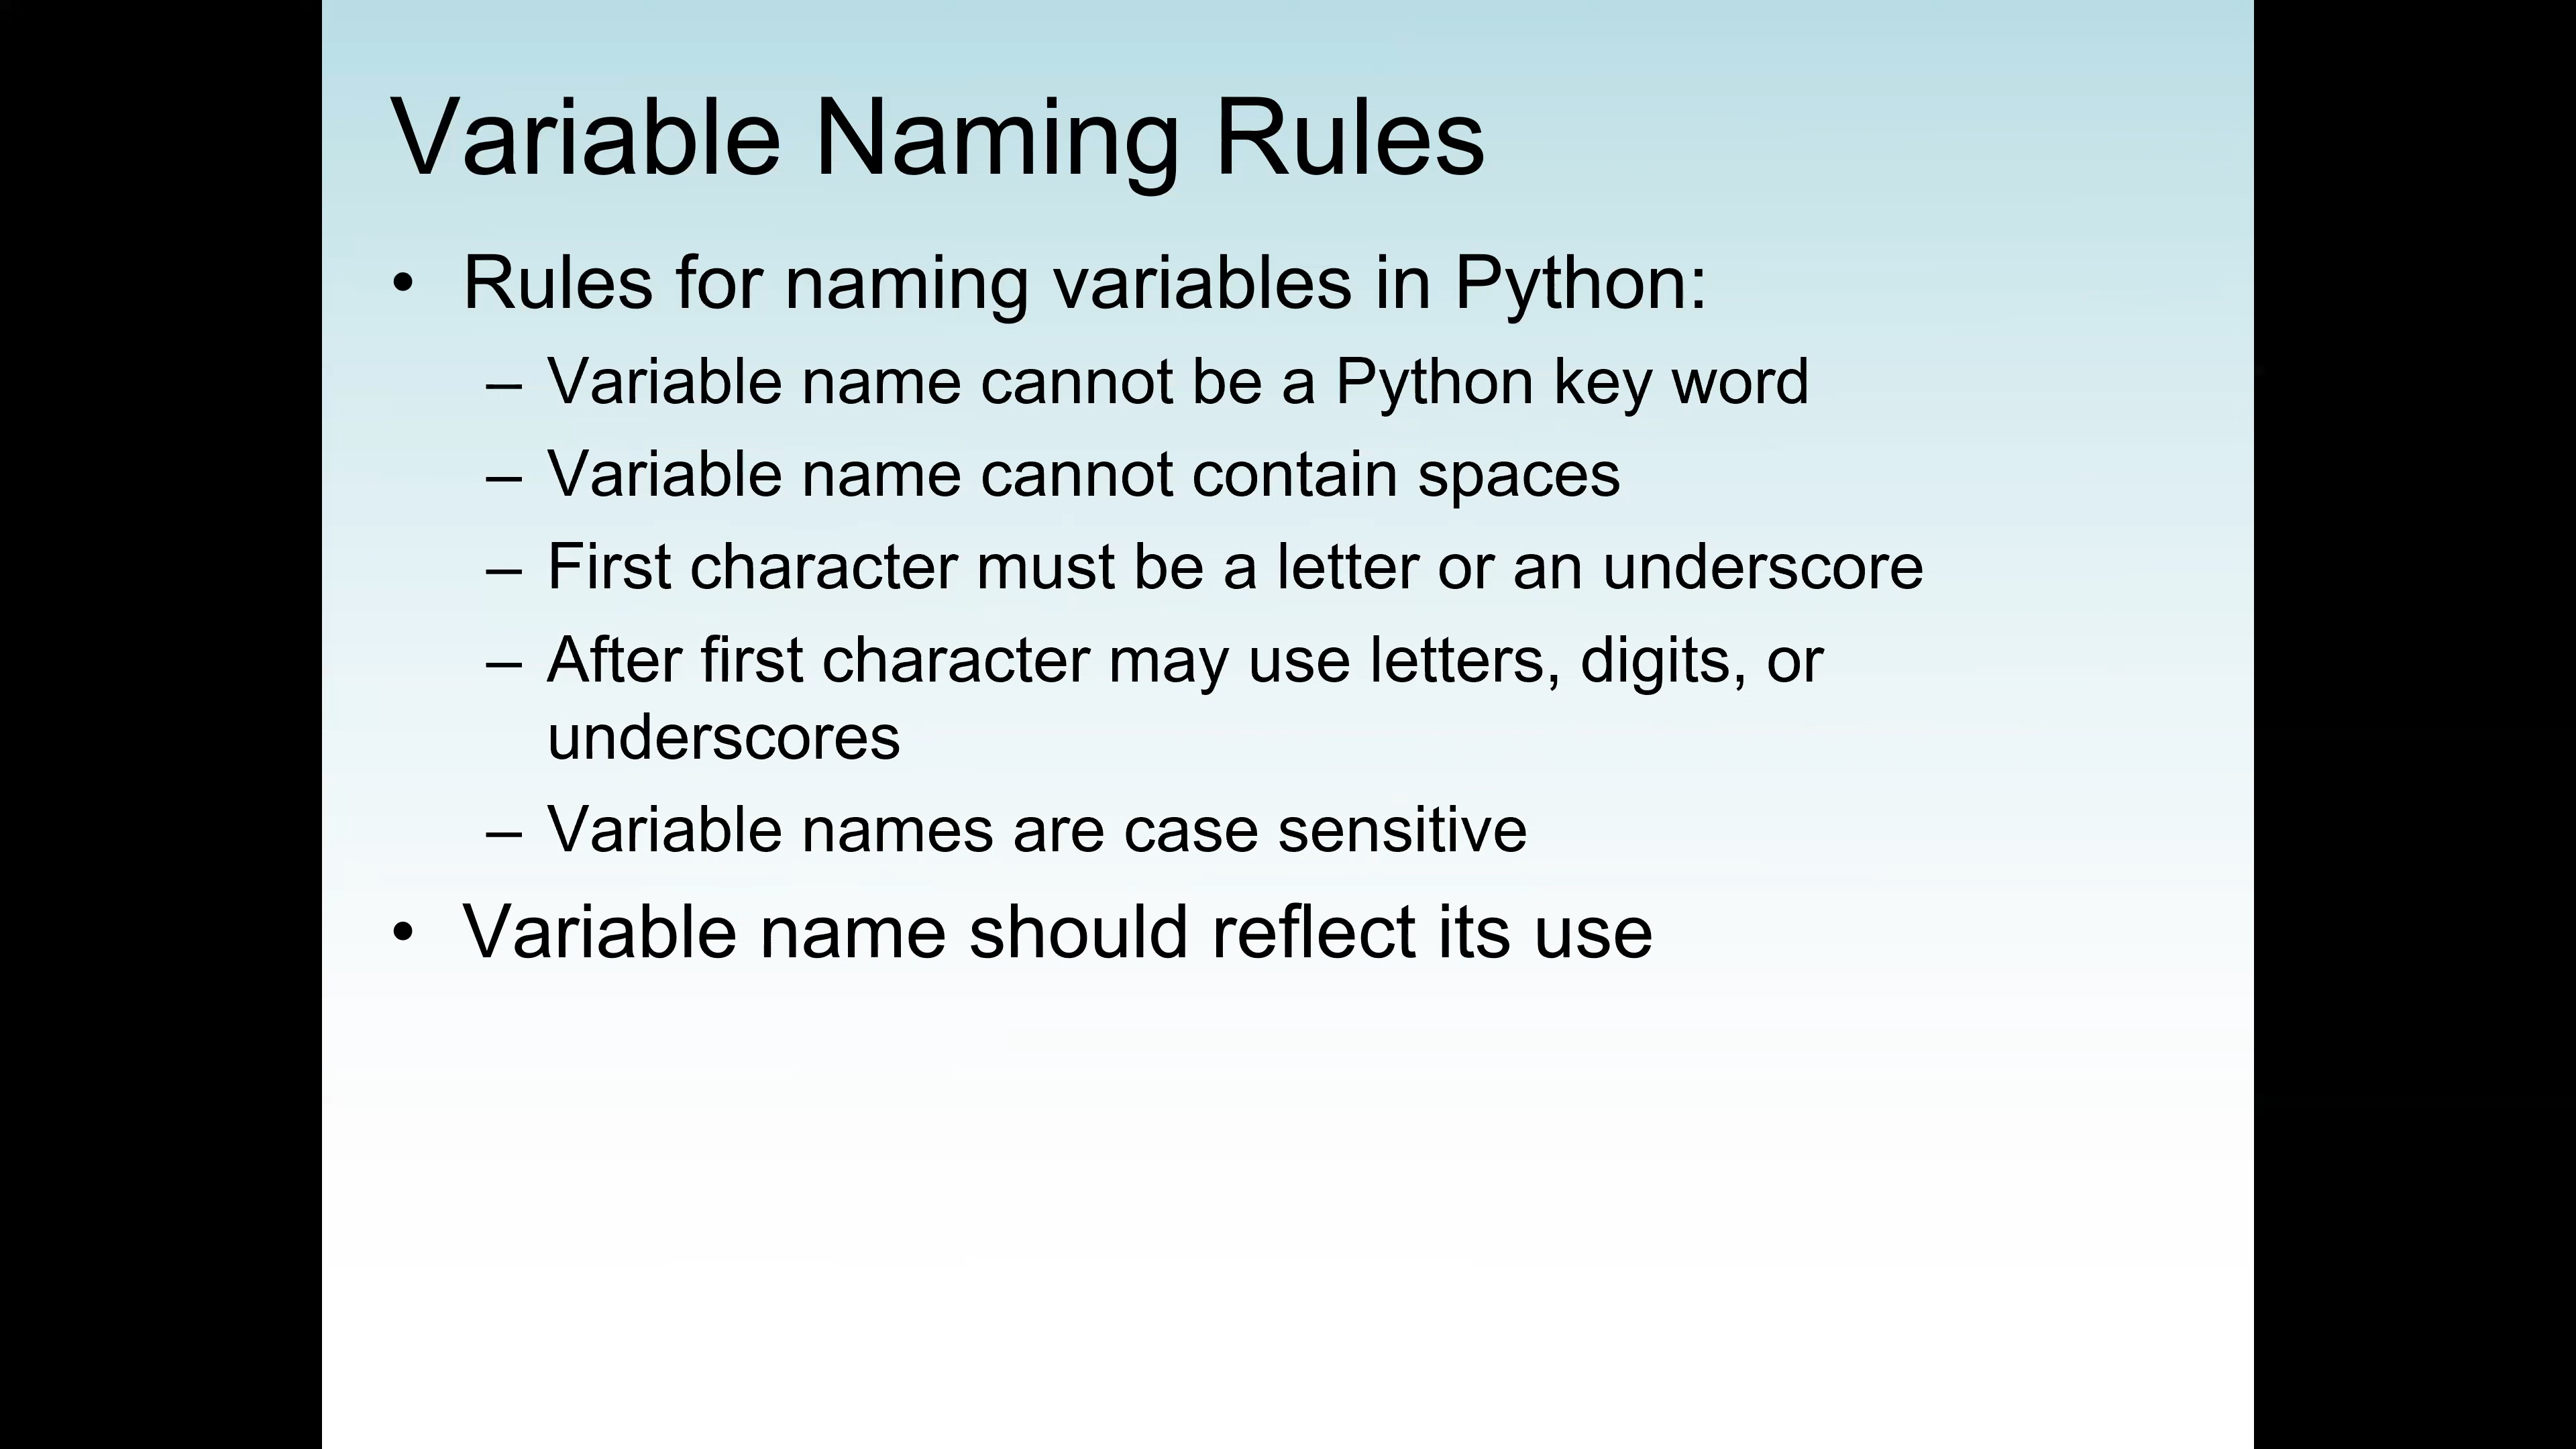 Variable Naming Rules
• Rules for naming variables in Python:
– Variable name cannot be a Python key word
– Variable name cannot contain spaces
– First character must be a letter or an underscore
– After first character may use letters, digits, or
underscores
– Variable names are case sensitive
• Variable name should reflect its use